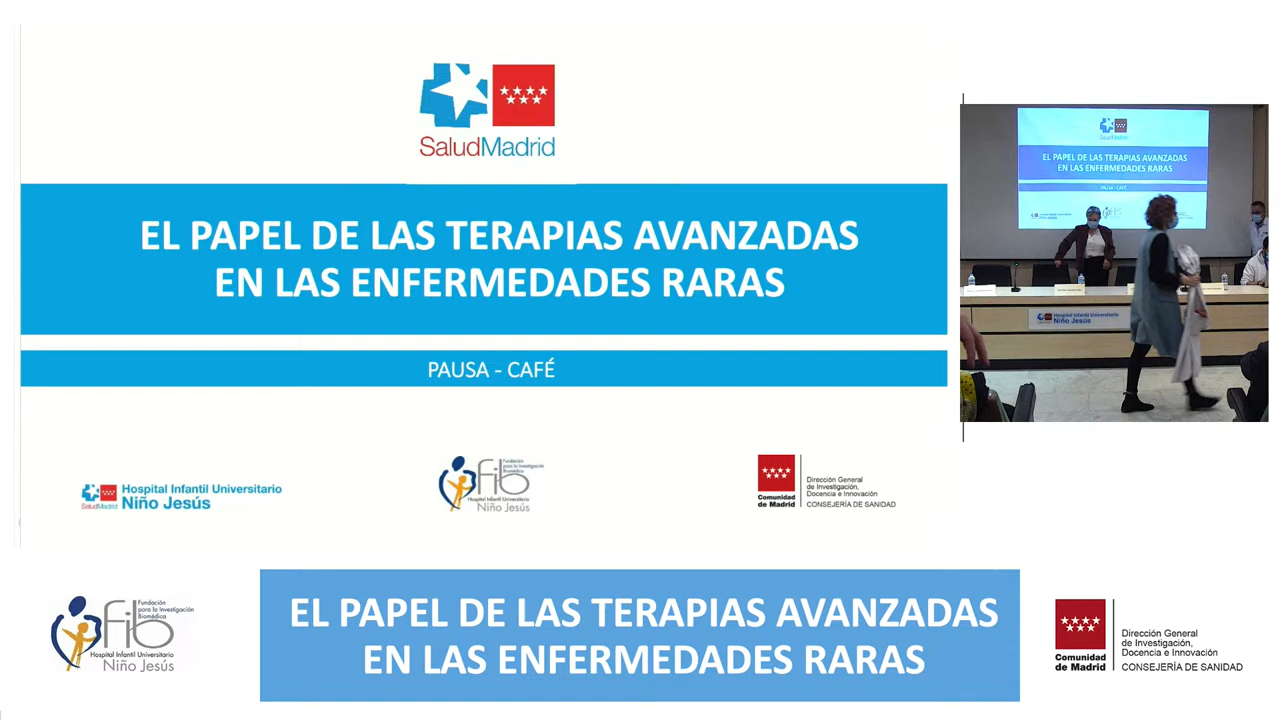 SaludMadrid
EL PAPEL DE LAS TERAPIAS AVANZADAS
EN LAS ENFERMEDADES RARAS
PAUSA - CAFÉ
Hospital Infantil Universitario
Niño Jesús
SaludMadrid
fib
Fundación
para la Investigación
Biomédica
Hospital Infantil Universitario
Niño Jesús
Comunidad
de Madrid
Dirección General
de Investigación,
Docencia e Innovación
CONSEJERÍA DE SANIDAD
SaludMadrid
EL PAPEL DE LAS TERAPIAS AVANZADAS
EN LAS ENFERMEDADES RARAS
PAUSA - CAFÉ
Hospital Infantil Universitario
Niño Jesús
fib
Fundación
para la Investigación
Biomédica
Hospital Infantil Universitario
Niño Jesús
EL PAPEL DE LAS TERAPIAS AVANZADAS
EN LAS ENFERMEDADES RARAS
Comunidad
de Madrid
Dirección General
de Investigación,
Docencia e Innovación
CONSEJERÍA DE SANIDAD